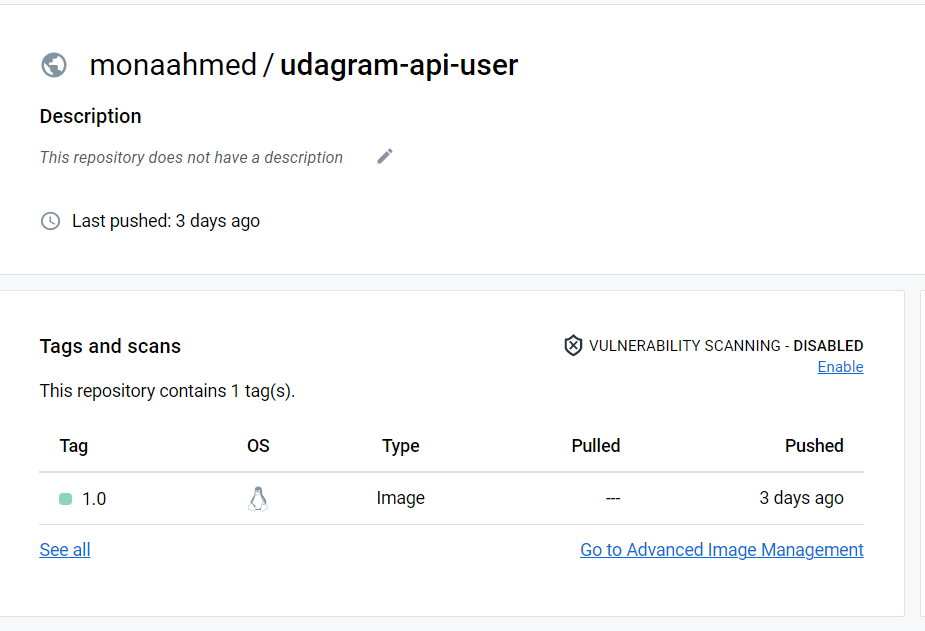 monaahmed / udagram-api-user
Description
This repository does not have a description
Last pushed: 3 days ago
Tags and scans
VULNERABILITY SCANNING - DISABLED
Enable
This repository contains 1 tag(s).
Tag OS Type Pulled Pushed
1.0 Image --- 3 days ago
See all Go to Advanced Image Management